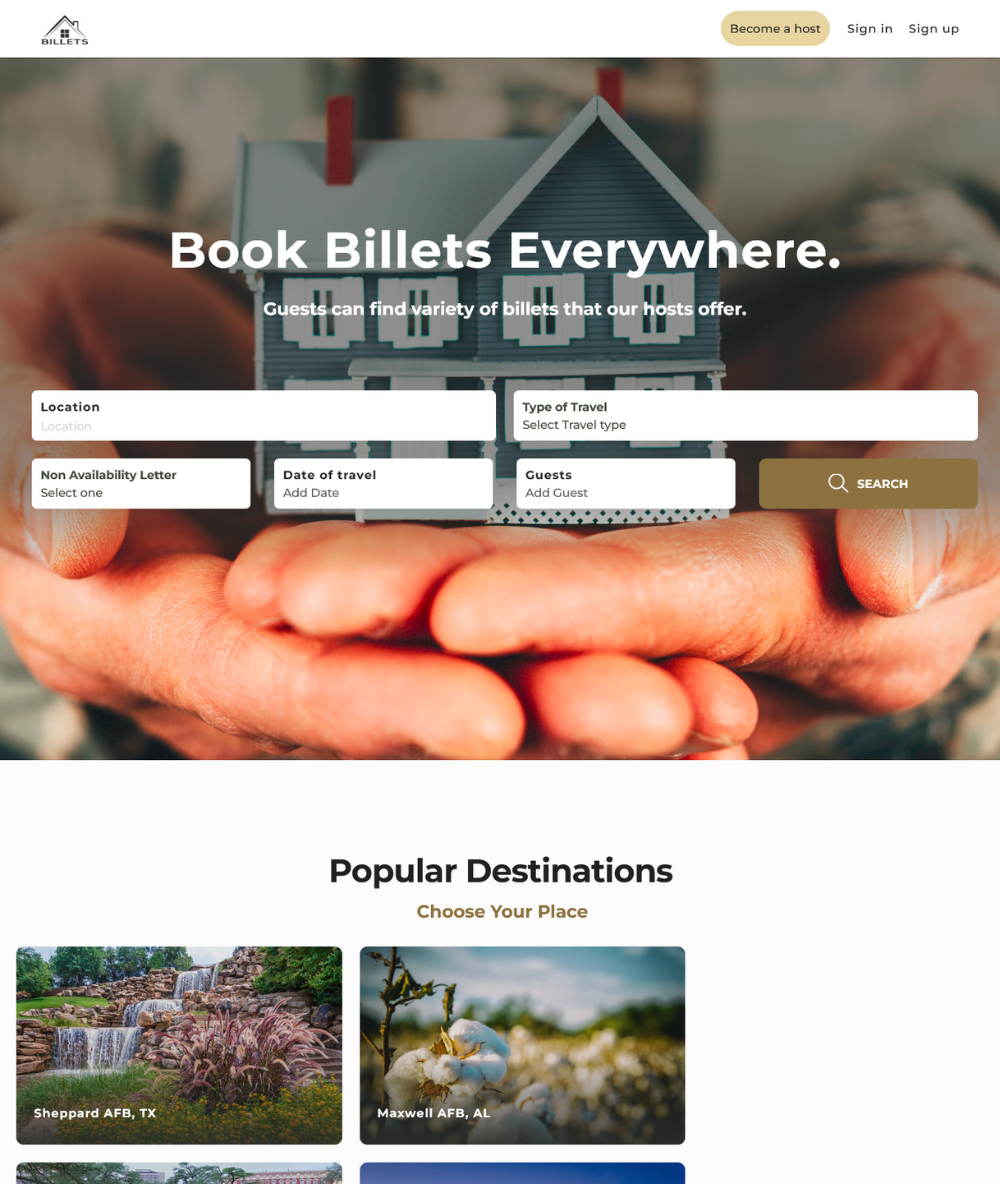 BILLETS
Become a host
Sign in
Sign up
Book Billets Everywhere.
Guests can find variety of billets that our hosts offer.
Location
Location
Type of Travel
Select Travel type
Non Availability Letter
Select one
Date of travel
Add Date
Guests
Add Guest
SEARCH
Popular Destinations
Choose Your Place
Sheppard AFB, TX
Maxwell AFB, AL